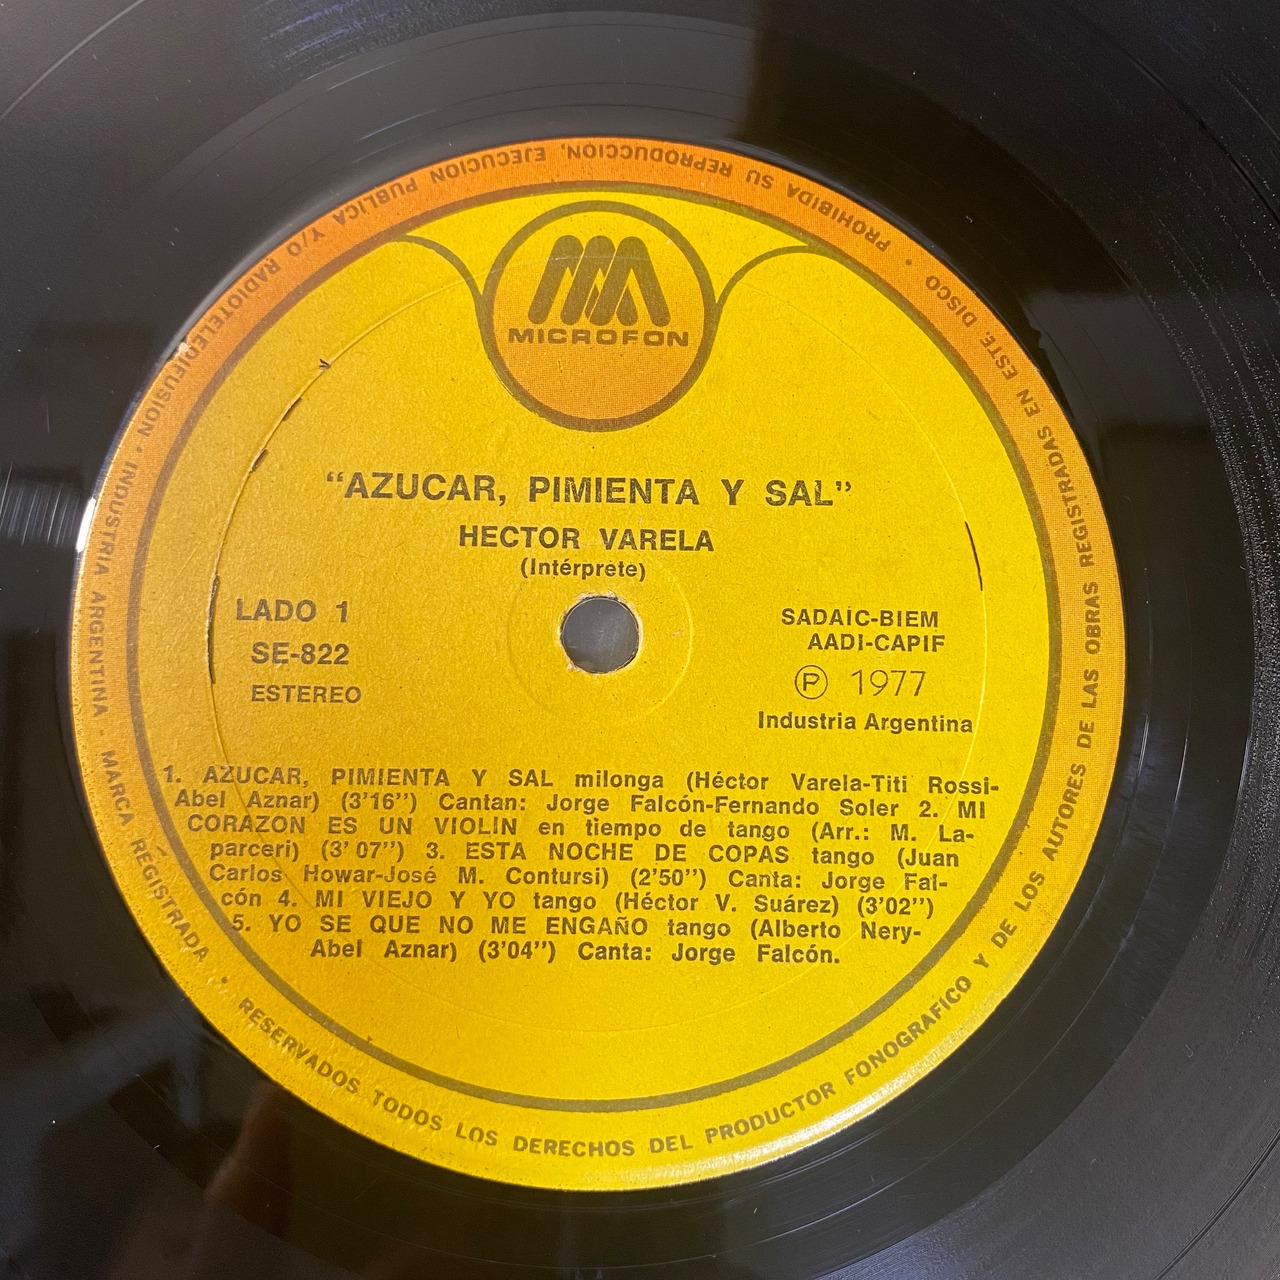 MICROFON
“AZUCAR, PIMIENTA Y SAL”
HECTOR VARELA
(Intérprete)
LADO 1
SE-822
ESTEREO
SADAIC-BIEM
AADI-CAPIF
Ⓟ 1977
Industria Argentina
1. AZUCAR, PIMIENTA Y SAL milonga (Héctor Varela-Titi Rossi-
Abel Aznar) (3’16’’) Cantan: Jorge Falcón-Fernando Soler 2. MI
CORAZON ES UN VIOLIN en tiempo de tango (Arr.: M. La-
parceri) (3’07’’) 3. ESTA NOCHE DE COPAS tango (Juan
Carlos Howar-José M. Contursi) (2’50’’) Canta: Jorge Fal-
cón 4. MI VIEJO Y YO tango (Héctor V. Suárez) (3’02’’)
5. YO SE QUE NO ME ENGAÑO tango (Alberto Nery-
Abel Aznar) (3’04’’) Canta: Jorge Falcón.
INDUSTRIA ARGENTINA · MARCA REGISTRADA · RESERVADOS TODOS LOS DERECHOS DEL PRODUCTOR FONOGRAFICO Y DE LOS AUTORES DE LAS OBRAS REGISTRADAS EN ESTE DISCO · PROHIBIDA SU REPRODUCCION, EJECUCION PUBLICA Y/O RADIOTELEDIFUSION ·